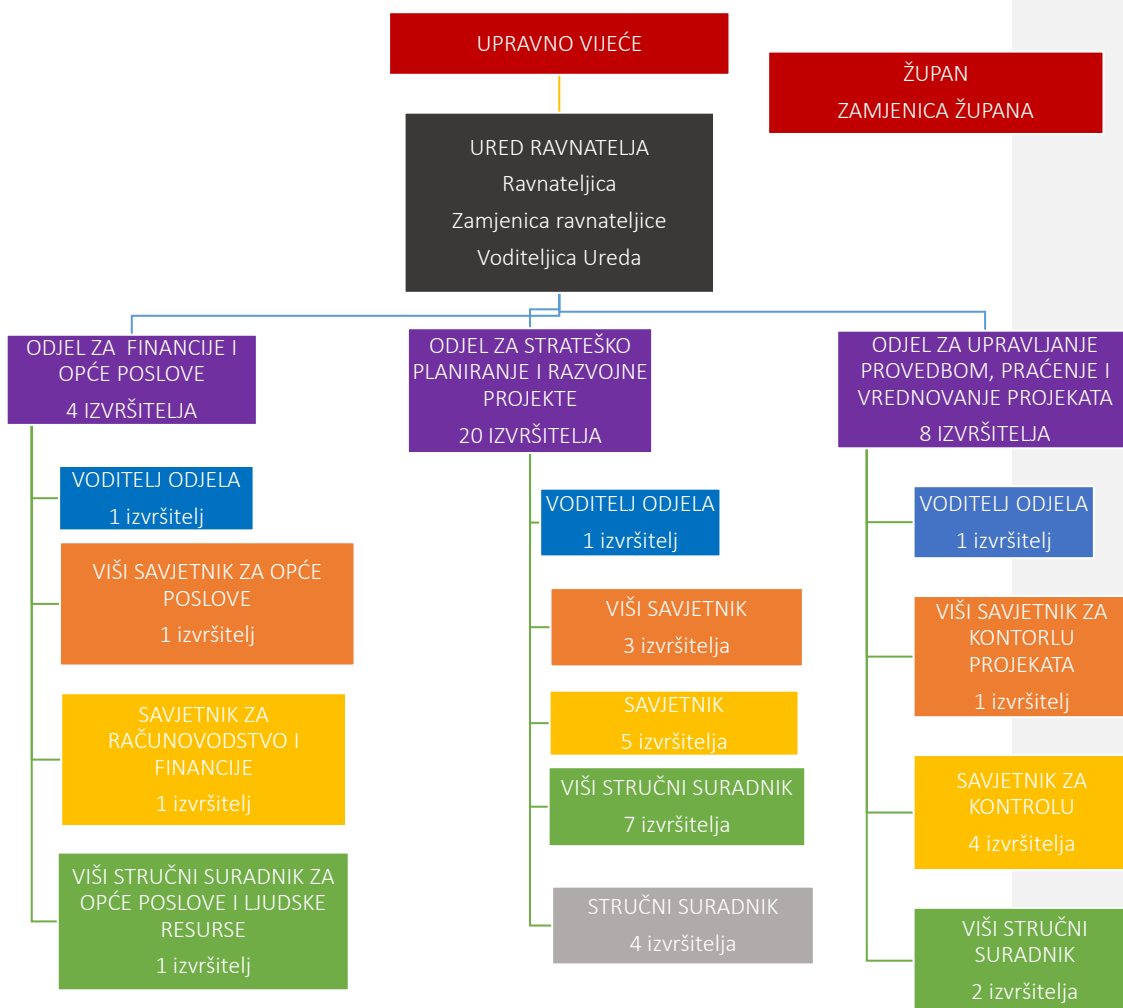 UPRAVNO VIJEĆE
ŽUPAN
ZAMJENICA ŽUPANA
URED RAVNATELJA
Ravnateljica
Zamjenica ravnateljice
Voditeljica Ureda
ODJEL ZA  FINANCIJE I
OPĆE POSLOVE
4 IZVRŠITELJA
VODITELJ ODJELA
1 izvršitelj
VIŠI SAVJETNIK ZA OPĆE
POSLOVE
1 izvršitelj
SAVJETNIK ZA
RAČUNOVODSTVO I
FINANCIJE
1 izvršitelj
VIŠI STRUČNI SURADNIK ZA
OPĆE POSLOVE I LJUDSKE
RESURSE
1 izvršitelj
ODJEL ZA STRATEŠKO
PLANIRANJE I RAZVOJNE
PROJEKTE
20 IZVRŠITELJA
VODITELJ ODJELA
1 izvršitelj
VIŠI SAVJETNIK
3 izvršitelja
SAVJETNIK
5 izvršitelja
VIŠI STRUČNI SURADNIK
7 izvršitelja
STRUČNI SURADNIK
4 izvršitelja
ODJEL ZA UPRAVLJANJE
PROVEDBOM, PRAĆENJE I
VREDNOVANJE PROJEKATA
8 IZVRŠITELJA
VODITELJ ODJELA
1 izvršitelj
VIŠI SAVJETNIK ZA
KONTORLU
PROJEKATA
1 izvršitelj
SAVJETNIK ZA
KONTROLU
4 izvršitelja
VIŠI STRUČNI
SURADNIK
2 izvršitelja